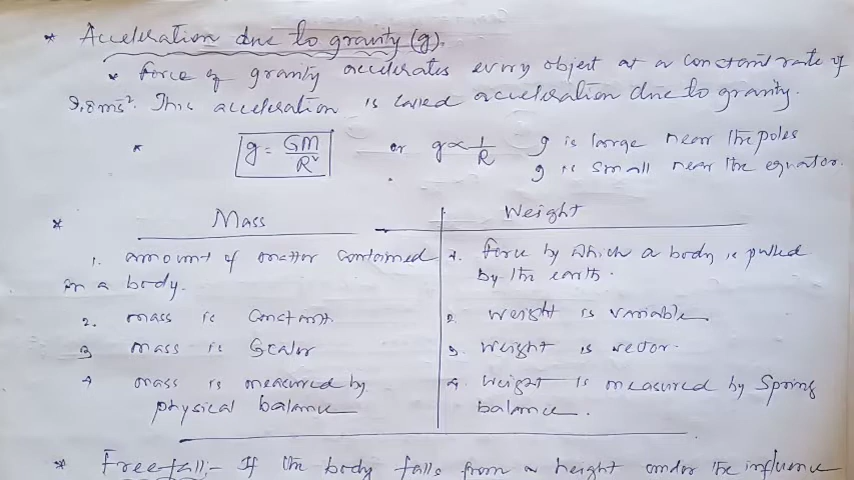 * Acceleration due to gravity (g).
* Force of gravity accelerates every object at a constant rate of
9.8 ms⁻². This acceleration is called acceleration due to gravity.
* g = GM/R² or g ∝ 1/R g is large near the poles
g is small near the equator.
* Mass Weight
1. amount of matter contained
in a body.
2. mass is Constant.
3 mass is Scalar
4 mass is measured by
physical balance
1. Force by which a body is pulled
by the earth.
2. Weight is variable.
3. Weight is vector.
4. Weight is measured by Spring
balance.
* Free fall:- If the body falls from a height under the influence